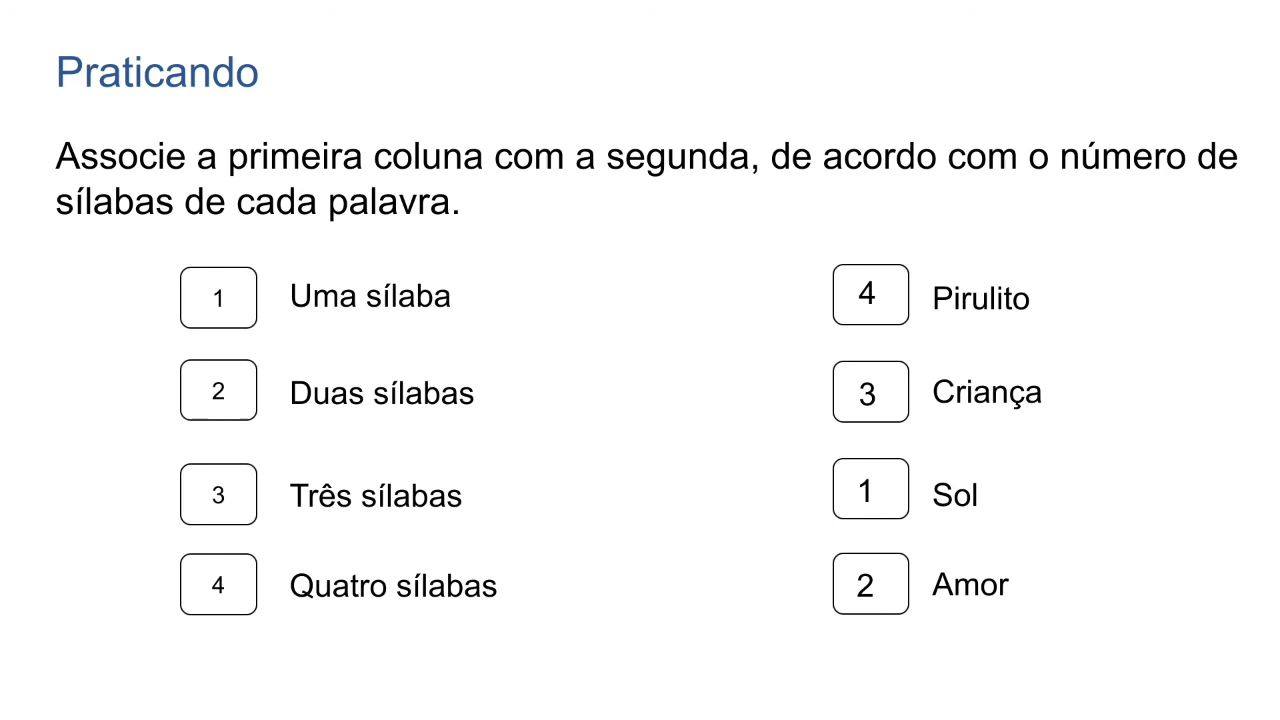 Praticando
Associe a primeira coluna com a segunda, de acordo com o número de
sílabas de cada palavra.
1 Uma sílaba
4 Pirulito
2 Duas sílabas
3 Criança
3 Três sílabas
1 Sol
4 Quatro sílabas
2 Amor